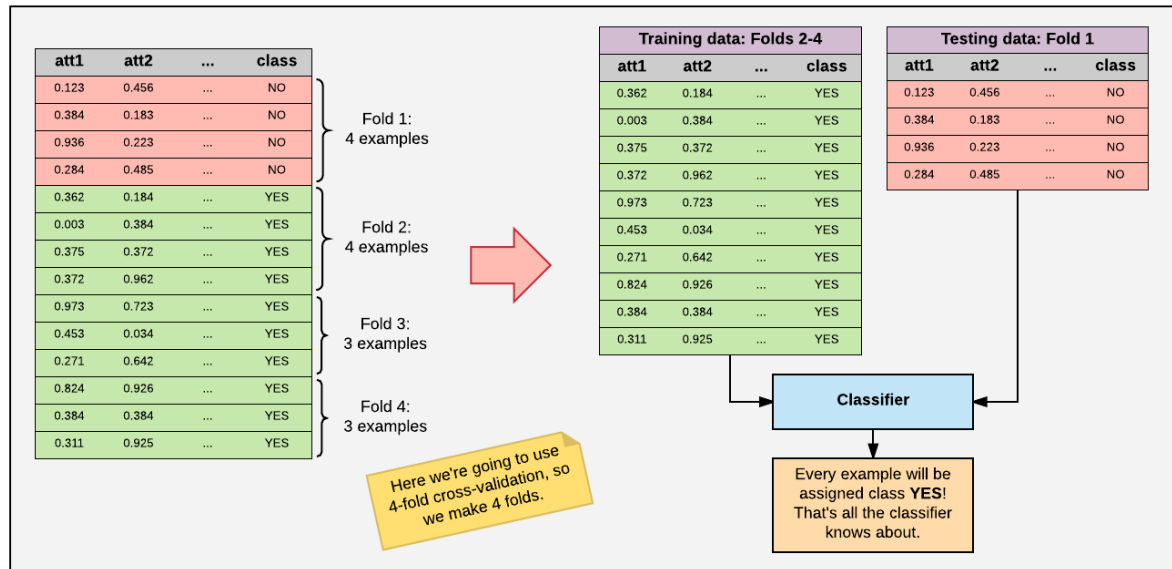 att1 att2 ... class
0.123 0.456 ... NO
0.384 0.183 ... NO
0.936 0.223 ... NO
0.284 0.485 ... NO
0.362 0.184 ... YES
0.003 0.384 ... YES
0.375 0.372 ... YES
0.372 0.962 ... YES
0.973 0.723 ... YES
0.453 0.034 ... YES
0.271 0.642 ... YES
0.824 0.926 ... YES
0.384 0.384 ... YES
0.311 0.925 ... YES
Fold 1:
4 examples
Fold 2:
4 examples
Fold 3:
3 examples
Fold 4:
3 examples
Here we're going to use
4-fold cross-validation, so
we make 4 folds.
Training data: Folds 2-4
att1 att2 ... class
0.362 0.184 ... YES
0.003 0.384 ... YES
0.375 0.372 ... YES
0.372 0.962 ... YES
0.973 0.723 ... YES
0.453 0.034 ... YES
0.271 0.642 ... YES
0.824 0.926 ... YES
0.384 0.384 ... YES
0.311 0.925 ... YES
Testing data: Fold 1
att1 att2 ... class
0.123 0.456 ... NO
0.384 0.183 ... NO
0.936 0.223 ... NO
0.284 0.485 ... NO
Classifier
Every example will be
assigned class YES!
That's all the classifier
knows about.